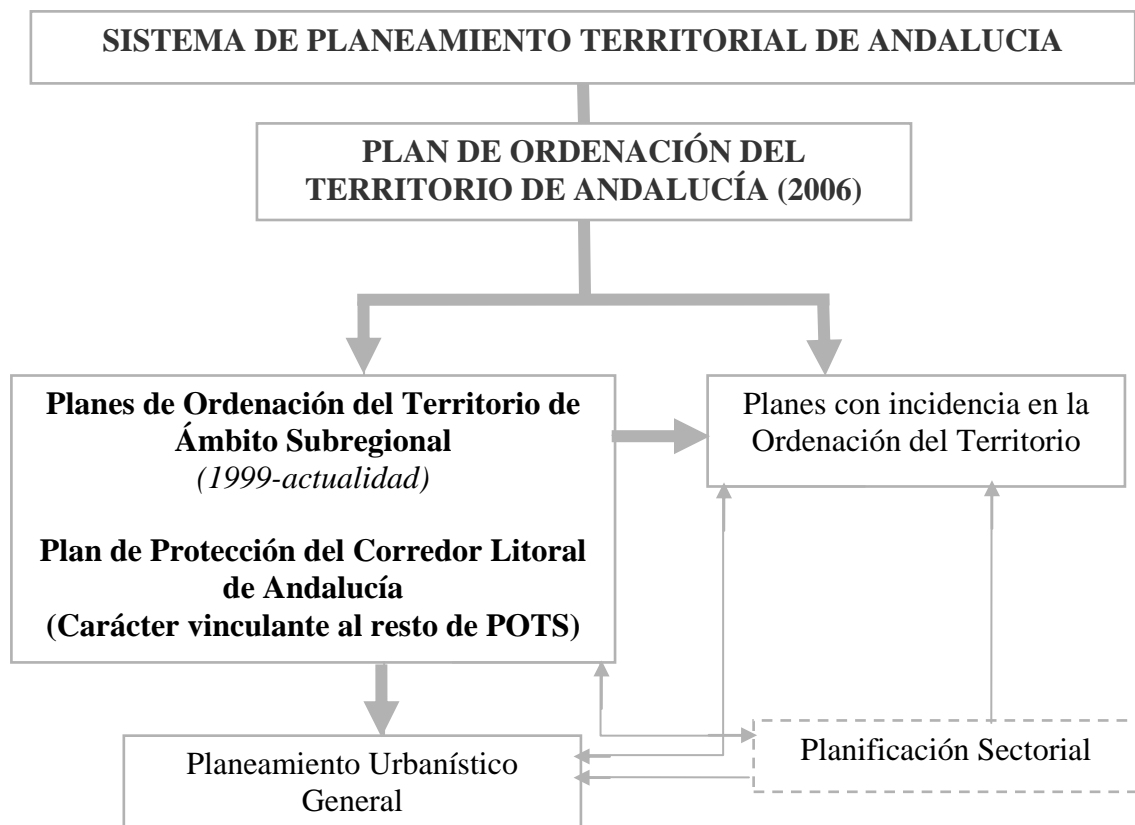 SISTEMA DE PLANEAMIENTO TERRITORIAL DE ANDALUCIA
PLAN DE ORDENACIÓN DEL
TERRITORIO DE ANDALUCÍA (2006)
Planes de Ordenación del Territorio de
Ámbito Subregional
(1999-actualidad)
Plan de Protección del Corredor Litoral
de Andalucía
(Carácter vinculante al resto de POTS)
Planes con incidencia en la
Ordenación del Territorio
Planeamiento Urbanístico
General
Planificación Sectorial